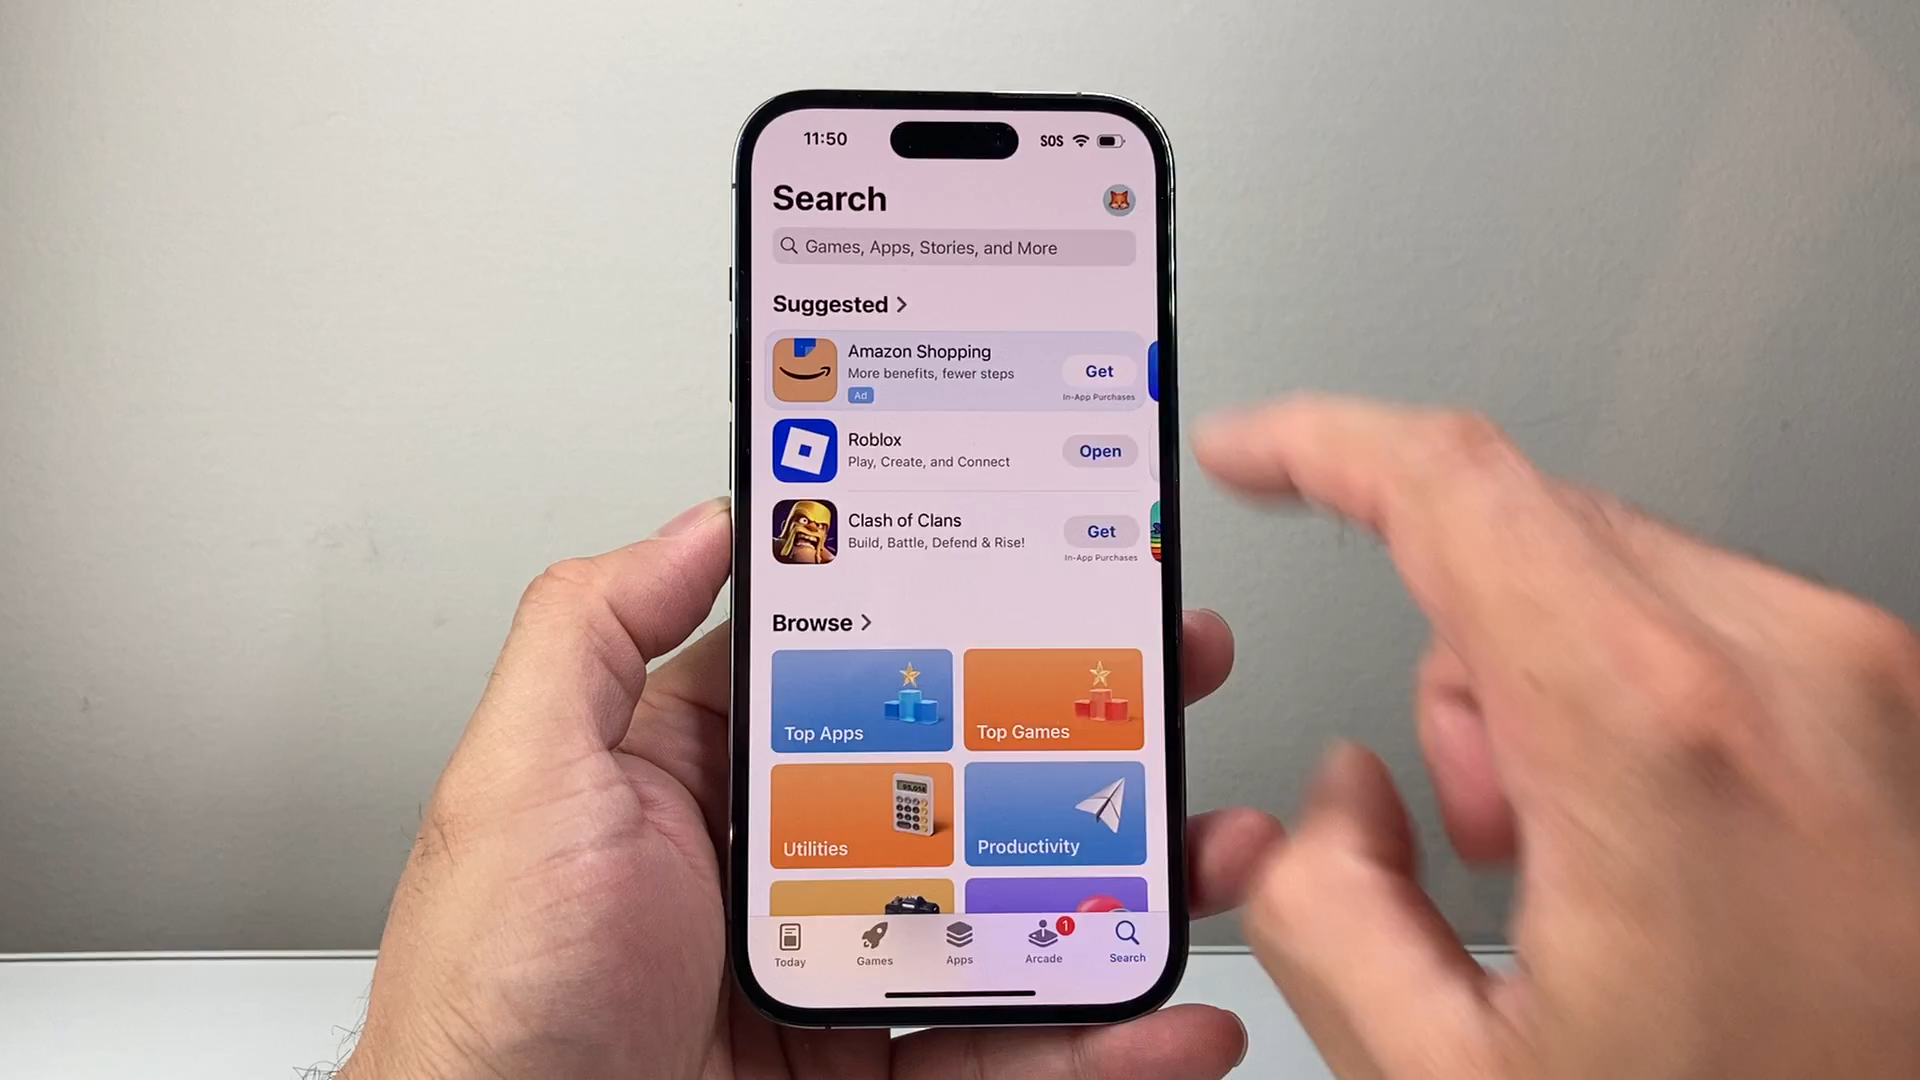 11:50
SOS
Search
Games, Apps, Stories, and More
Suggested
Amazon Shopping
More benefits, fewer steps
Ad
Get
In-App Purchases
Roblox
Play, Create, and Connect
Open
Clash of Clans
Build, Battle, Defend & Rise!
Get
In-App Purchases
Browse
Top Apps
Top Games
Utilities
Productivity
Today
Games
Apps
Arcade
1
Search